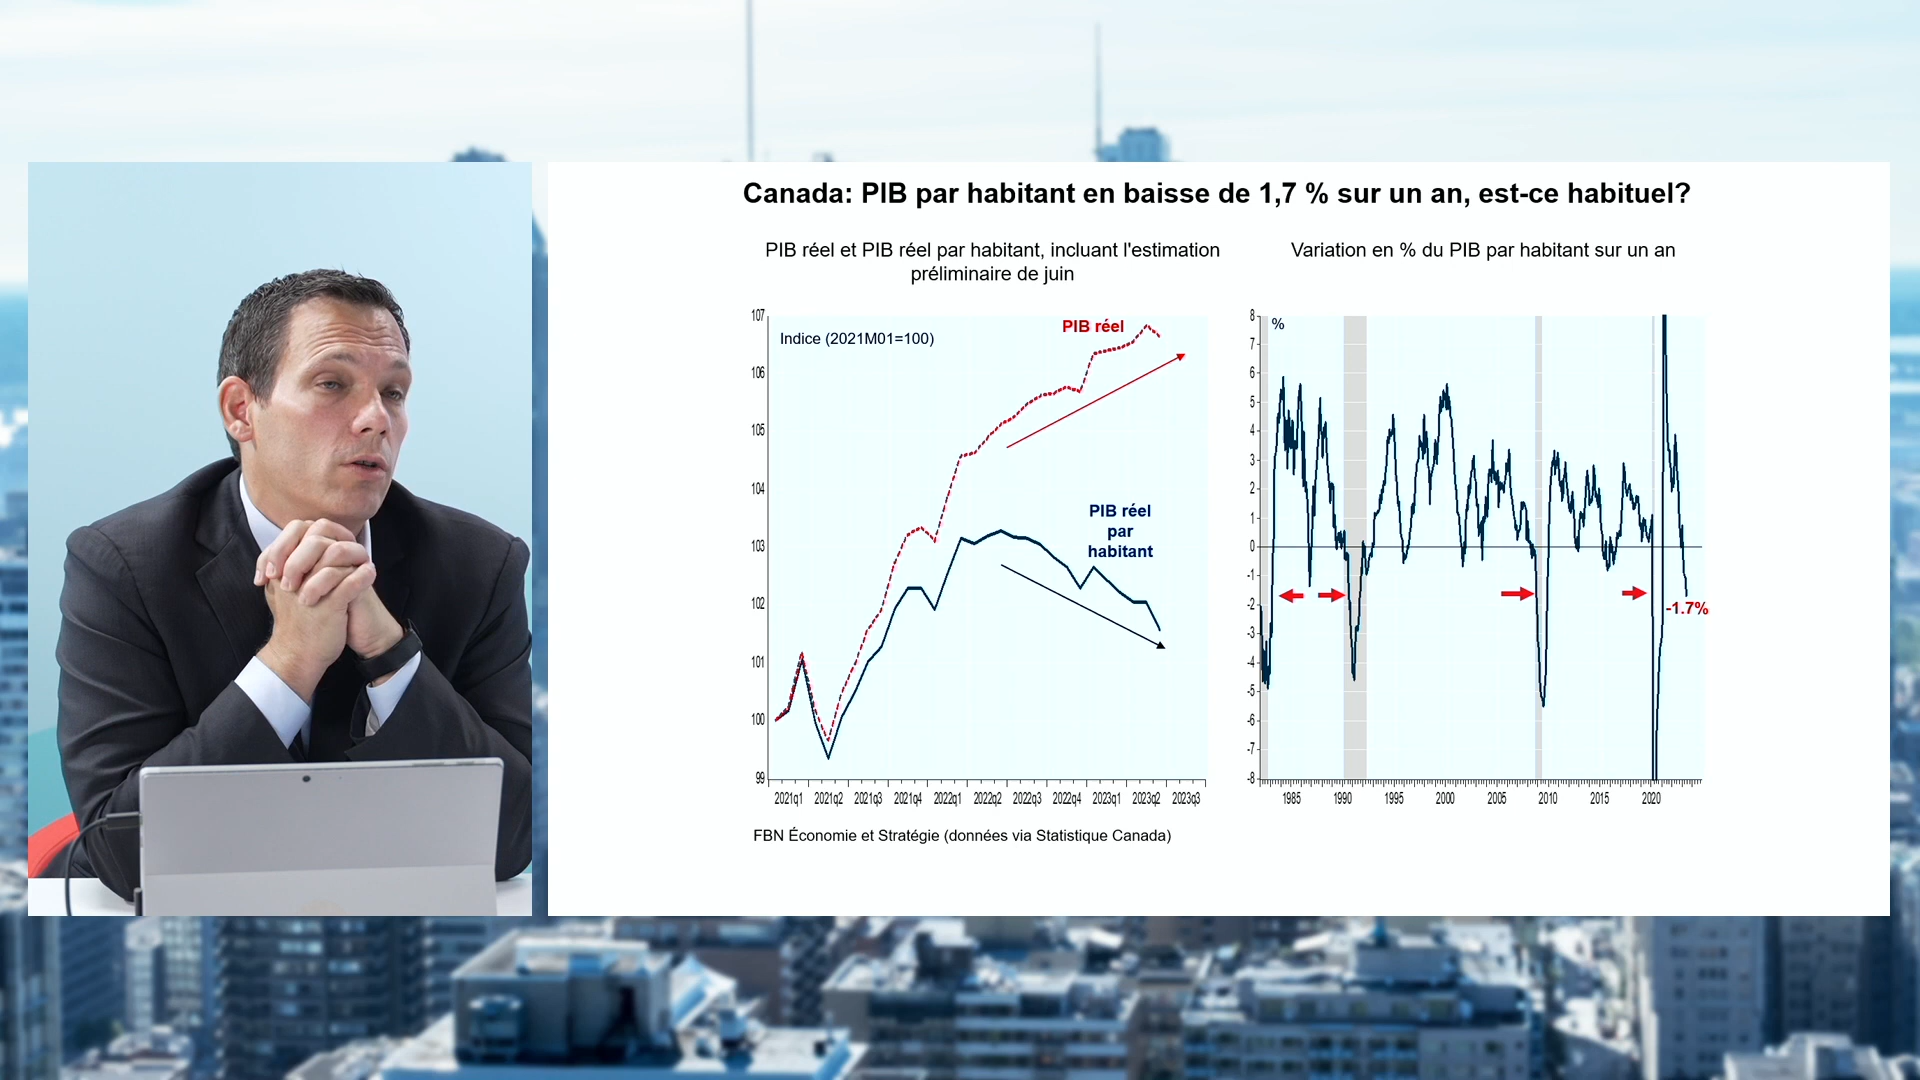 Canada: PIB par habitant en baisse de 1,7 % sur un an, est-ce habituel?
PIB réel et PIB réel par habitant, incluant l'estimation
préliminaire de juin
107
106
105
104
103
102
101
100
99
Indice (2021M01=100)
PIB réel
PIB réel
par
habitant
2021q1 2021q2 2021q3 2021q4 2022q1 2022q2 2022q3 2022q4 2023q1 2023q2 2023q3
FBN Économie et Stratégie (données via Statistique Canada)
Variation en % du PIB par habitant sur un an
8
7
6
5
4
3
2
1
0
-1
-2
-3
-4
-5
-6
-7
-8
%
-1.7%
1985 1990 1995 2000 2005 2010 2015 2020